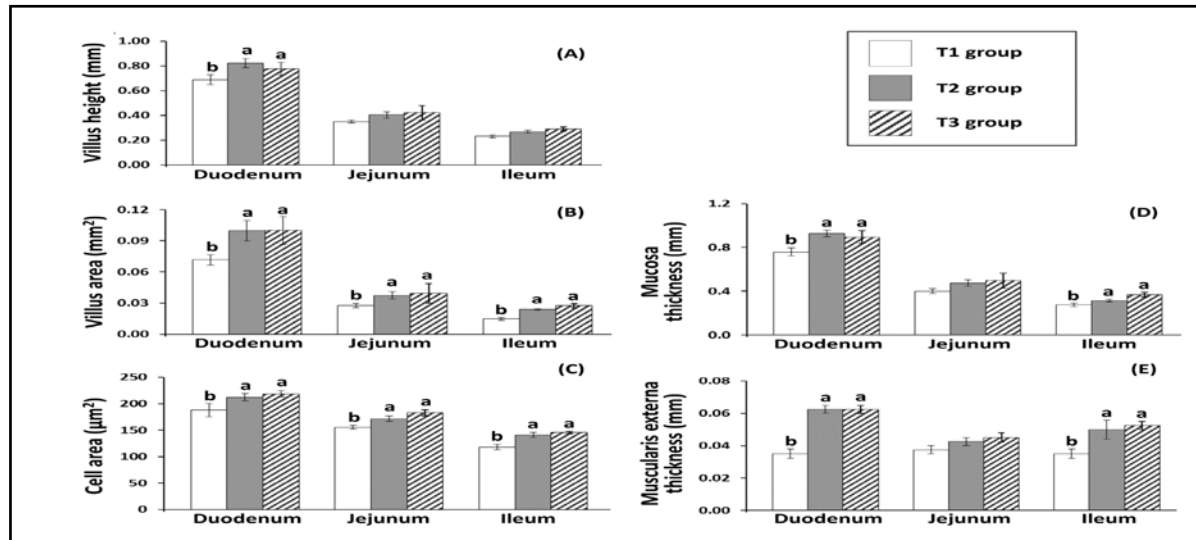 (A)
Villus height (mm)
1.00
0.80
0.60
0.40
0.20
0.00
b a a
Duodenum Jejunum Ileum
T1 group
T2 group
T3 group
(B)
Villus area (mm²)
0.12
0.09
0.06
0.03
0.00
b a a
b a a
b a a
Duodenum Jejunum Ileum
(C)
Cell area (µm²)
250
200
150
100
50
0
b a a
b a a
b a a
Duodenum Jejunum Ileum
(D)
Mucosa
thickness (mm)
1.2
0.8
0.4
0.0
b a a
b a a
Duodenum Jejunum Ileum
(E)
Muscularis externa
thickness (mm)
0.08
0.06
0.04
0.02
0.00
b a a
b a a
Duodenum Jejunum Ileum